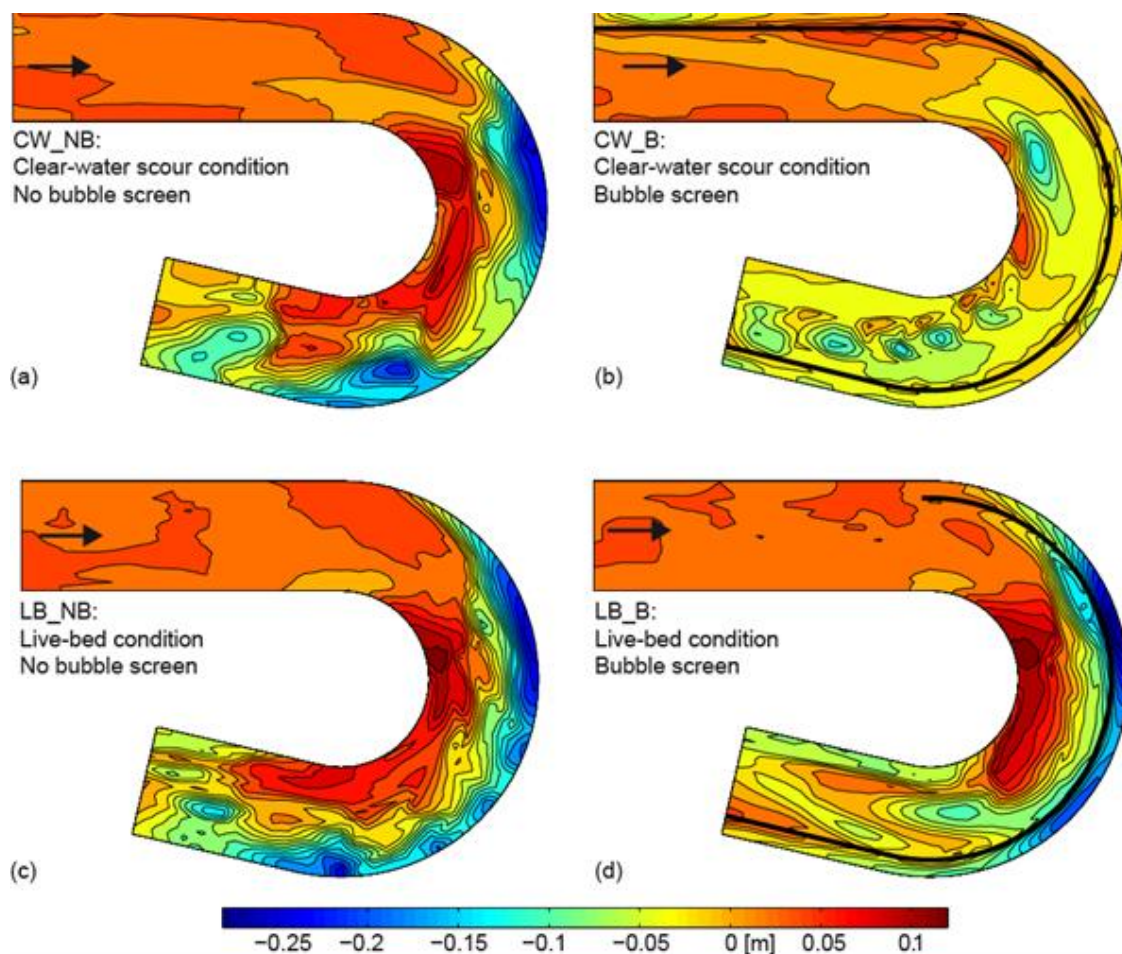 CW_NB:
Clear-water scour condition
No bubble screen
(a)
CW_B:
Clear-water scour condition
Bubble screen
(b)
LB_NB:
Live-bed condition
No bubble screen
(c)
LB_B:
Live-bed condition
Bubble screen
(d)
−0.25 −0.2 −0.15 −0.1 −0.05 0 [m] 0.05 0.1